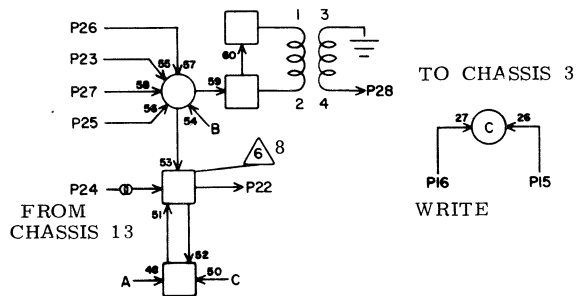 P26
1 3
60
P23
55 57
P27 58 59
P28
2 4
P25 56
54 B
TO CHASSIS 3
27 C 26
P16 P15
WRITE
53
6 8
P24 P22
FROM
CHASSIS 13
51
52
A 48 50 C